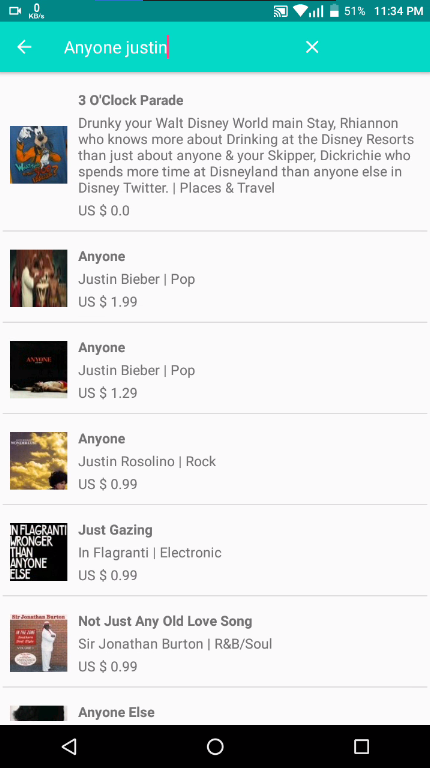 0
KB/s
51%
11:34 PM
Anyone justin
3 O'Clock Parade
Drunky your Walt Disney World main Stay, Rhiannon
who knows more about Drinking at the Disney Resorts
than just about anyone & your Skipper, Dickrichie who
spends more time at Disneyland than anyone else in
Disney Twitter. | Places & Travel
US $ 0.0
Anyone
Justin Bieber | Pop
US $ 1.99
ANYONE
Anyone
Justin Bieber | Pop
US $ 1.29
Anyone
Justin Rosolino | Rock
US $ 0.99
IN FLAGRANTI
WRONGER
THAN
ANYONE
ELSE
Just Gazing
In Flagranti | Electronic
US $ 0.99
Sir Jonathan Burton
Not Just Any Old Love Song
Sir Jonathan Burton | R&B/Soul
US $ 0.99
Anyone Else